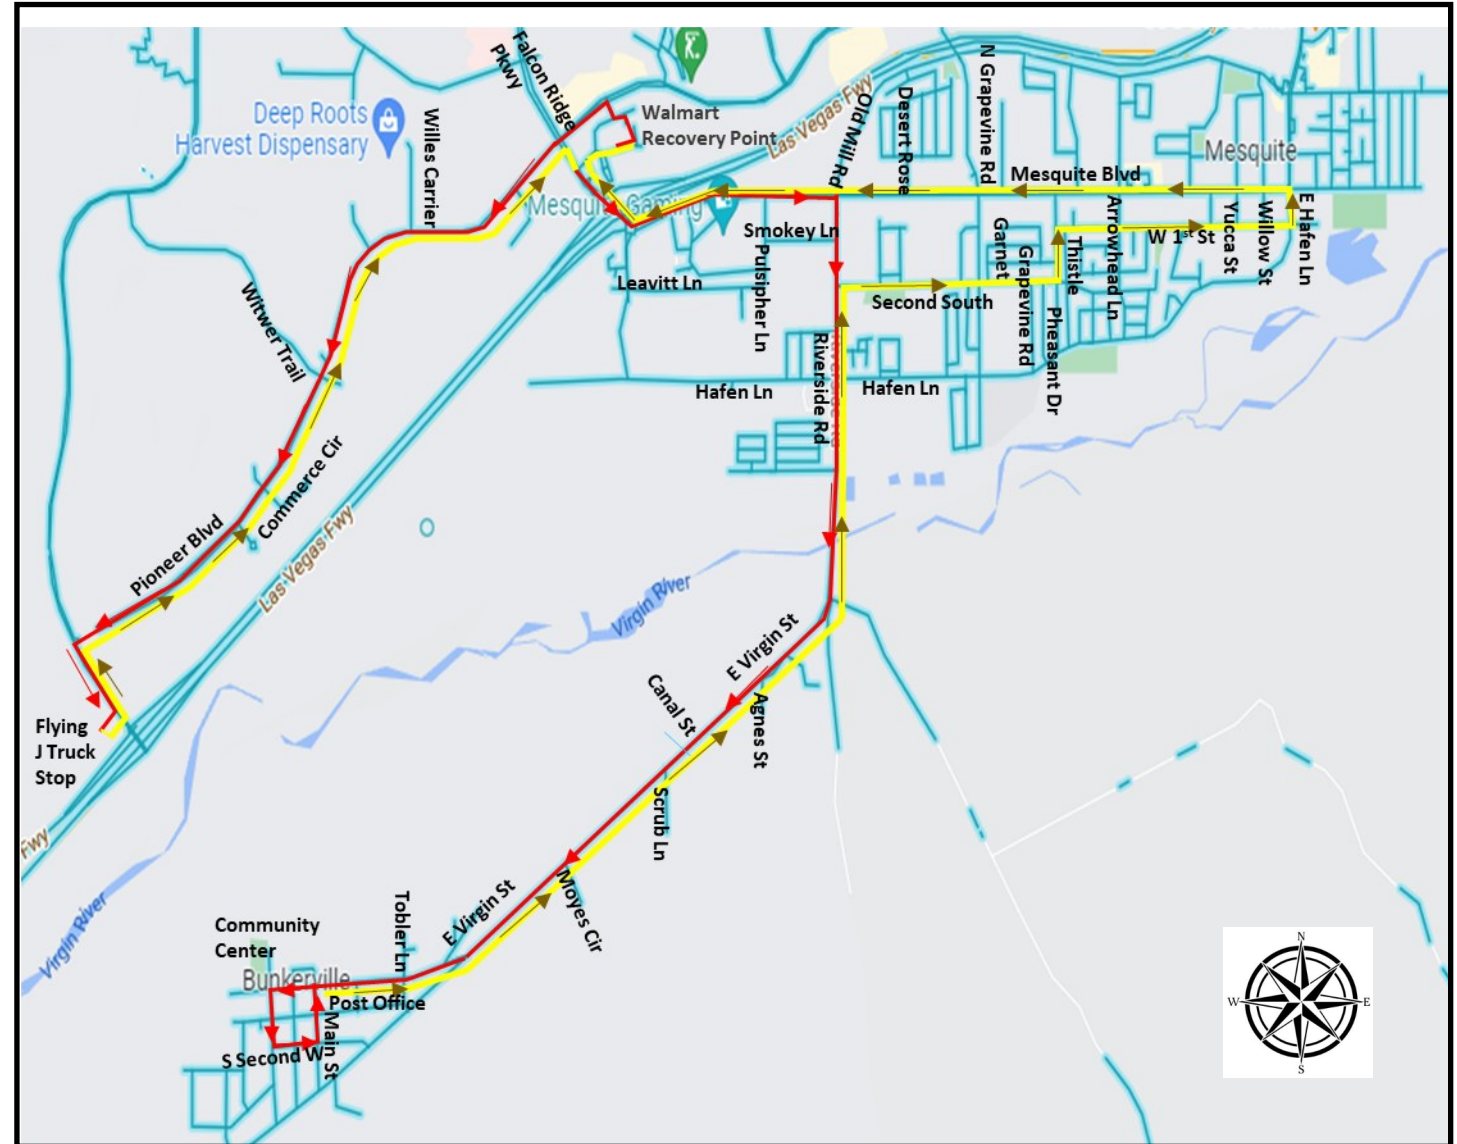 Falcon Ridge
Pkwy
Deep Roots
Harvest Dispensary
Willes Carrier
Walmart
Recovery Point
Las Vegas Fwy
Old Mill Rd
Desert Rose
N Grapevine Rd
Mesquite
Mesquite Blvd
Mesquite Gaming
Smokey Ln
Leavitt Ln
Pulsipher Ln
Garnet
Grapevine Rd
Thistle
Arrowhead Ln
W 1st St
Yucca St
Willow St
E Hafen Ln
Second South
Pheasant Dr
Witwer Trail
Hafen Ln
Riverside Rd
Riverside Rd
Hafen Ln
Commerce Cir
Pioneer Blvd
Las Vegas Fwy
Virgin River
E Virgin St
Canal St
Agnes St
Flying
J Truck
Stop
Scrub Ln
Fwy
Virgin River
Moyes Cir
E Virgin St
Tobler Ln
Community
Center
Bunkerville
Post Office
Main St
S Second W
N
W
E
S